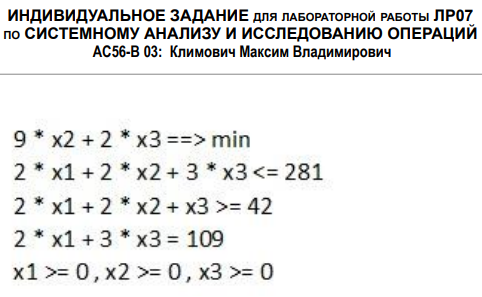 ИНДИВИДУАЛЬНОЕ ЗАДАНИЕ ДЛЯ ЛАБОРАТОРНОЙ РАБОТЫ ЛР07
ПО СИСТЕМНОМУ АНАЛИЗУ И ИССЛЕДОВАНИЮ ОПЕРАЦИЙ
АС56-В 03: Климович Максим Владимирович
9 * x2 + 2 * x3 ==> min
2 * x1 + 2 * x2 + 3 * x3 <= 281
2 * x1 + 2 * x2 + x3 >= 42
2 * x1 + 3 * x3 = 109
x1 >= 0 , x2 >= 0 , x3 >= 0